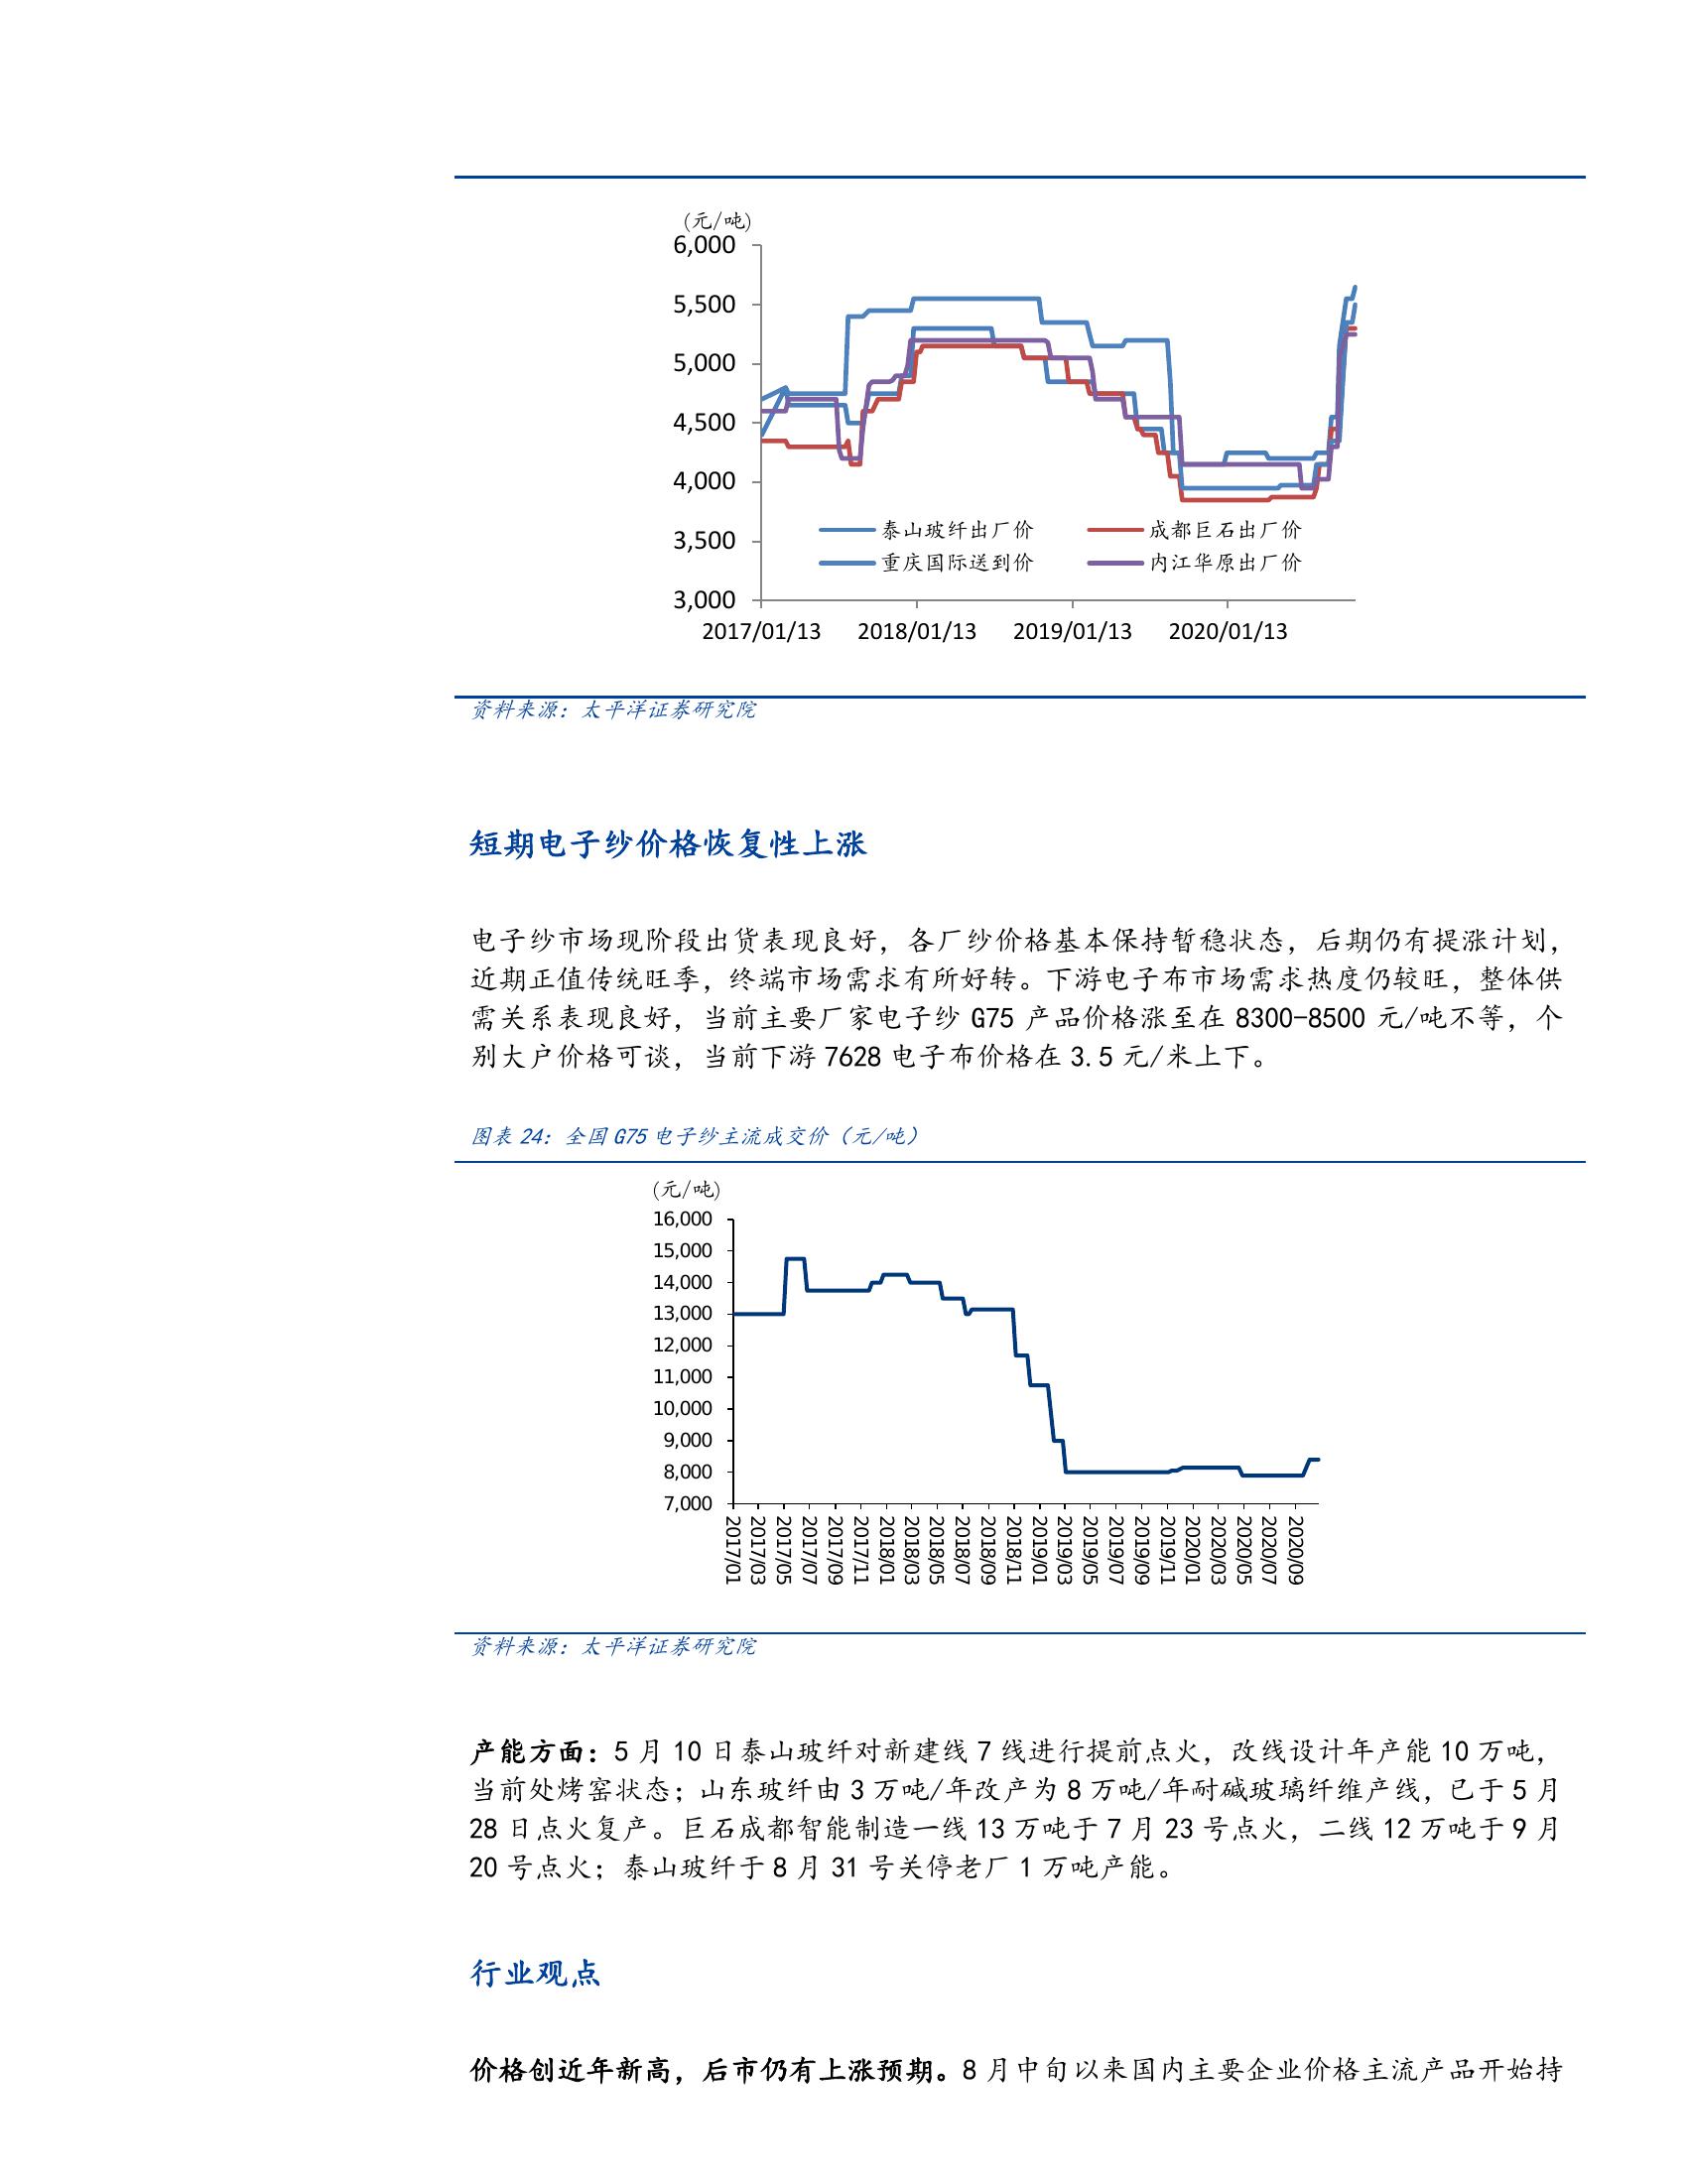 (元/吨)
6,000
5,500
5,000
4,500
4,000
3,500
3,000
泰山玻纤出厂价 成都巨石出厂价
重庆国际送到价 内江华原出厂价
2017/01/13 2018/01/13 2019/01/13 2020/01/13
资料来源：太平洋证券研究院
短期电子纱价格恢复性上涨
电子纱市场现阶段出货表现良好，各厂纱价格基本保持暂稳状态，后期仍有提涨计划，
近期正值传统旺季，终端市场需求有所好转。下游电子布市场需求热度仍较旺，整体供
需关系表现良好，当前主要厂家电子纱 G75 产品价格涨至在 8300-8500 元/吨不等，个
别大户价格可谈，当前下游 7628 电子布价格在 3.5 元/米上下。
图表 24：全国 G75 电子纱主流成交价（元/吨）
(元/吨)
16,000
15,000
14,000
13,000
12,000
11,000
10,000
9,000
8,000
7,000
2017/01 2017/03 2017/05 2017/07 2017/09 2017/11 2018/01 2018/03 2018/05 2018/07 2018/09 2018/11 2019/01 2019/03 2019/05 2019/07 2019/09 2019/11 2020/01 2020/03 2020/05 2020/07 2020/09
资料来源：太平洋证券研究院
产能方面：5 月 10 日泰山玻纤对新建线 7 线进行提前点火，改线设计年产能 10 万吨，
当前处烤窑状态；山东玻纤由 3 万吨/年改产为 8 万吨/年耐碱玻璃纤维产线，已于 5 月
28 日点火复产。巨石成都智能制造一线 13 万吨于 7 月 23 号点火，二线 12 万吨于 9 月
20 号点火；泰山玻纤于 8 月 31 号关停老厂 1 万吨产能。
行业观点
价格创近年新高，后市仍有上涨预期。8 月中旬以来国内主要企业价格主流产品开始持